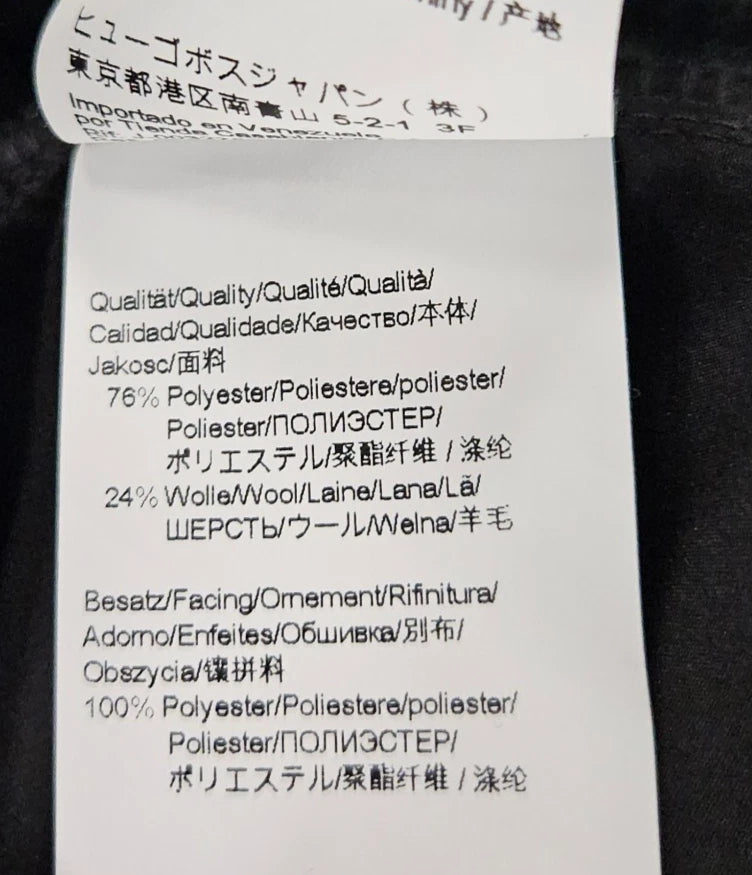 /产地
ヒューゴボスジャパン(株)
東京都港区南青山 5-2-1 3F
Importado en Venezuela
por Tienda
Qualität/Quality/Qualité/Qualità/
Calidad/Qualidade/Качество/本体/
Jakosc/面料
76% Polyester/Poliestere/poliester/
Poliester/ПОЛИЭСТЕР/
ポリエステル/聚酯纤维 / 涤纶
24% Wolle/Wool/Laine/Lana/Lã/
ШЕРСТЬ/ウール/Welna/羊毛
Besatz/Facing/Ornement/Rifinitura/
Adorno/Enfeites/Обшивка/別布/
Obszycia/镶拼料
100% Polyester/Poliestere/poliester/
Poliester/ПОЛИЭСТЕР/
ポリエステル/聚酯纤维 / 涤纶